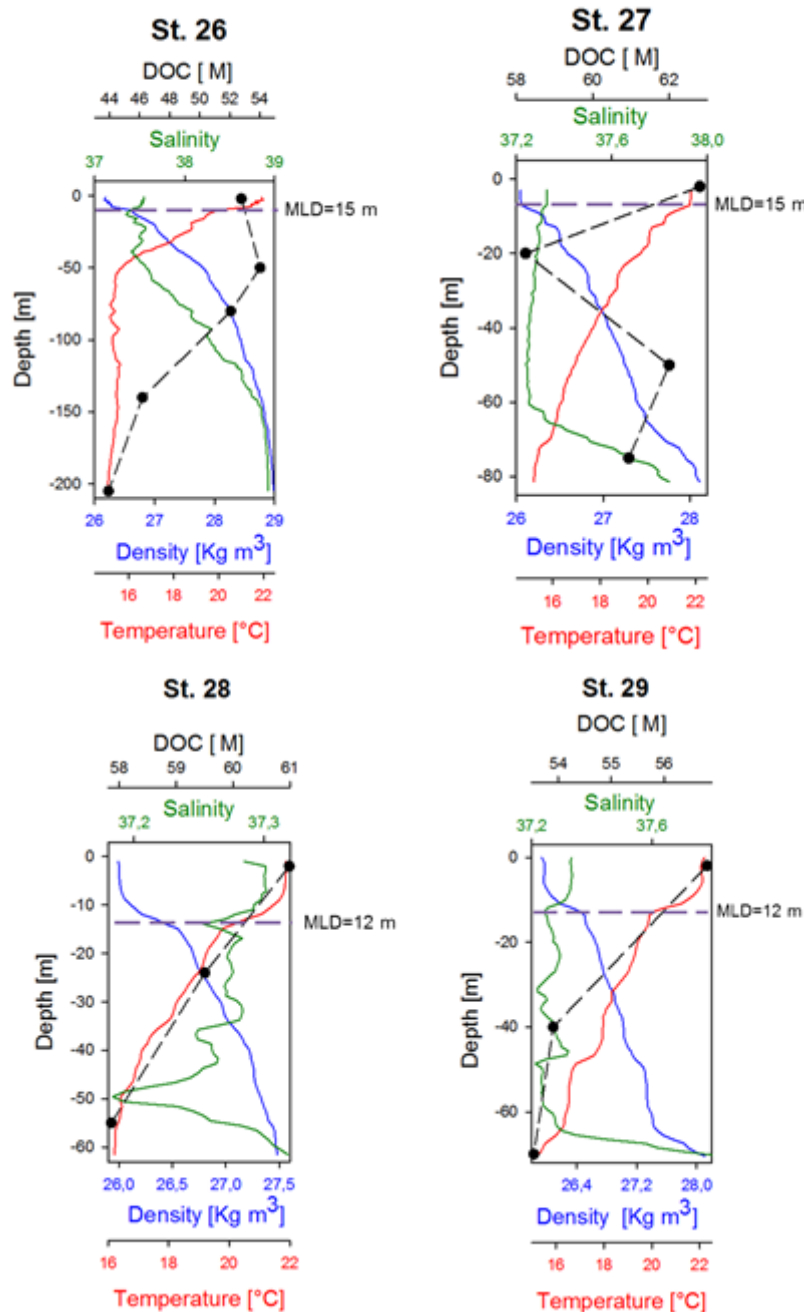 St. 26
DOC [ M]
44 46 48 50 52 54
Salinity
37 38 39
0
-50
-100
-150
-200
Depth [m]
MLD=15 m
26 27 28 29
Density [Kg m³]
16 18 20 22
Temperature [°C]
St. 27
DOC [ M]
58 60 62
Salinity
37,2 37,6 38,0
0
-20
-40
-60
-80
Depth [m]
MLD=15 m
26 27 28
Density [Kg m³]
16 18 20 22
Temperature [°C]
St. 28
DOC [ M]
58 59 60 61
Salinity
37,2 37,3
0
-10
-20
-30
-40
-50
-60
Depth [m]
MLD=12 m
26,0 26,5 27,0 27,5
Density [Kg m³]
16 18 20 22
Temperature [°C]
St. 29
DOC [ M]
54 55 56
Salinity
37,2 37,6
0
-20
-40
-60
Depth [m]
MLD=12 m
26,4 27,2 28,0
Density [Kg m³]
16 18 20 22
Temperature [°C]